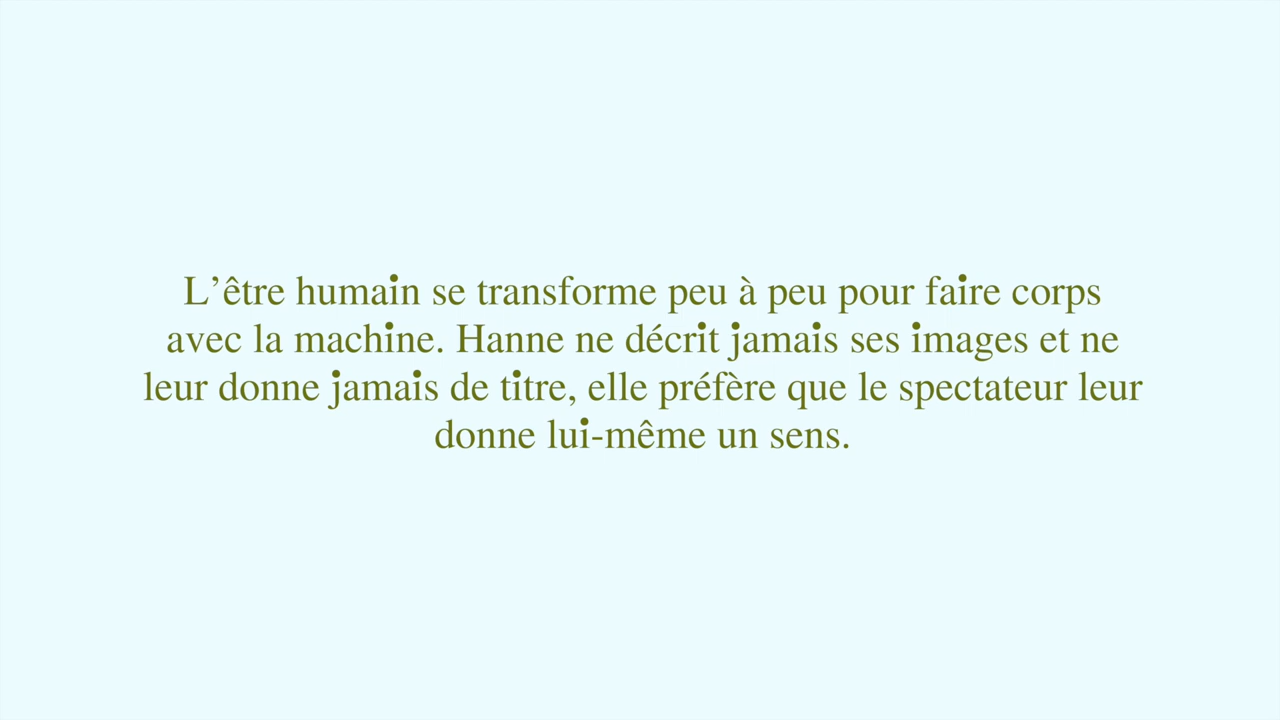 L’être humain se transforme peu à peu pour faire corps
avec la machine. Hanne ne décrit jamais ses images et ne
leur donne jamais de titre, elle préfère que le spectateur leur
donne lui-même un sens.